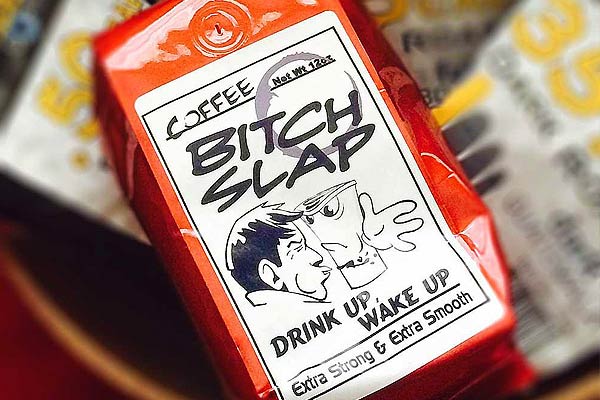 COFFEE
Net Wt 12oz
BITCH
SLAP
DRINK UP
WAKE UP
Extra Strong & Extra Smooth